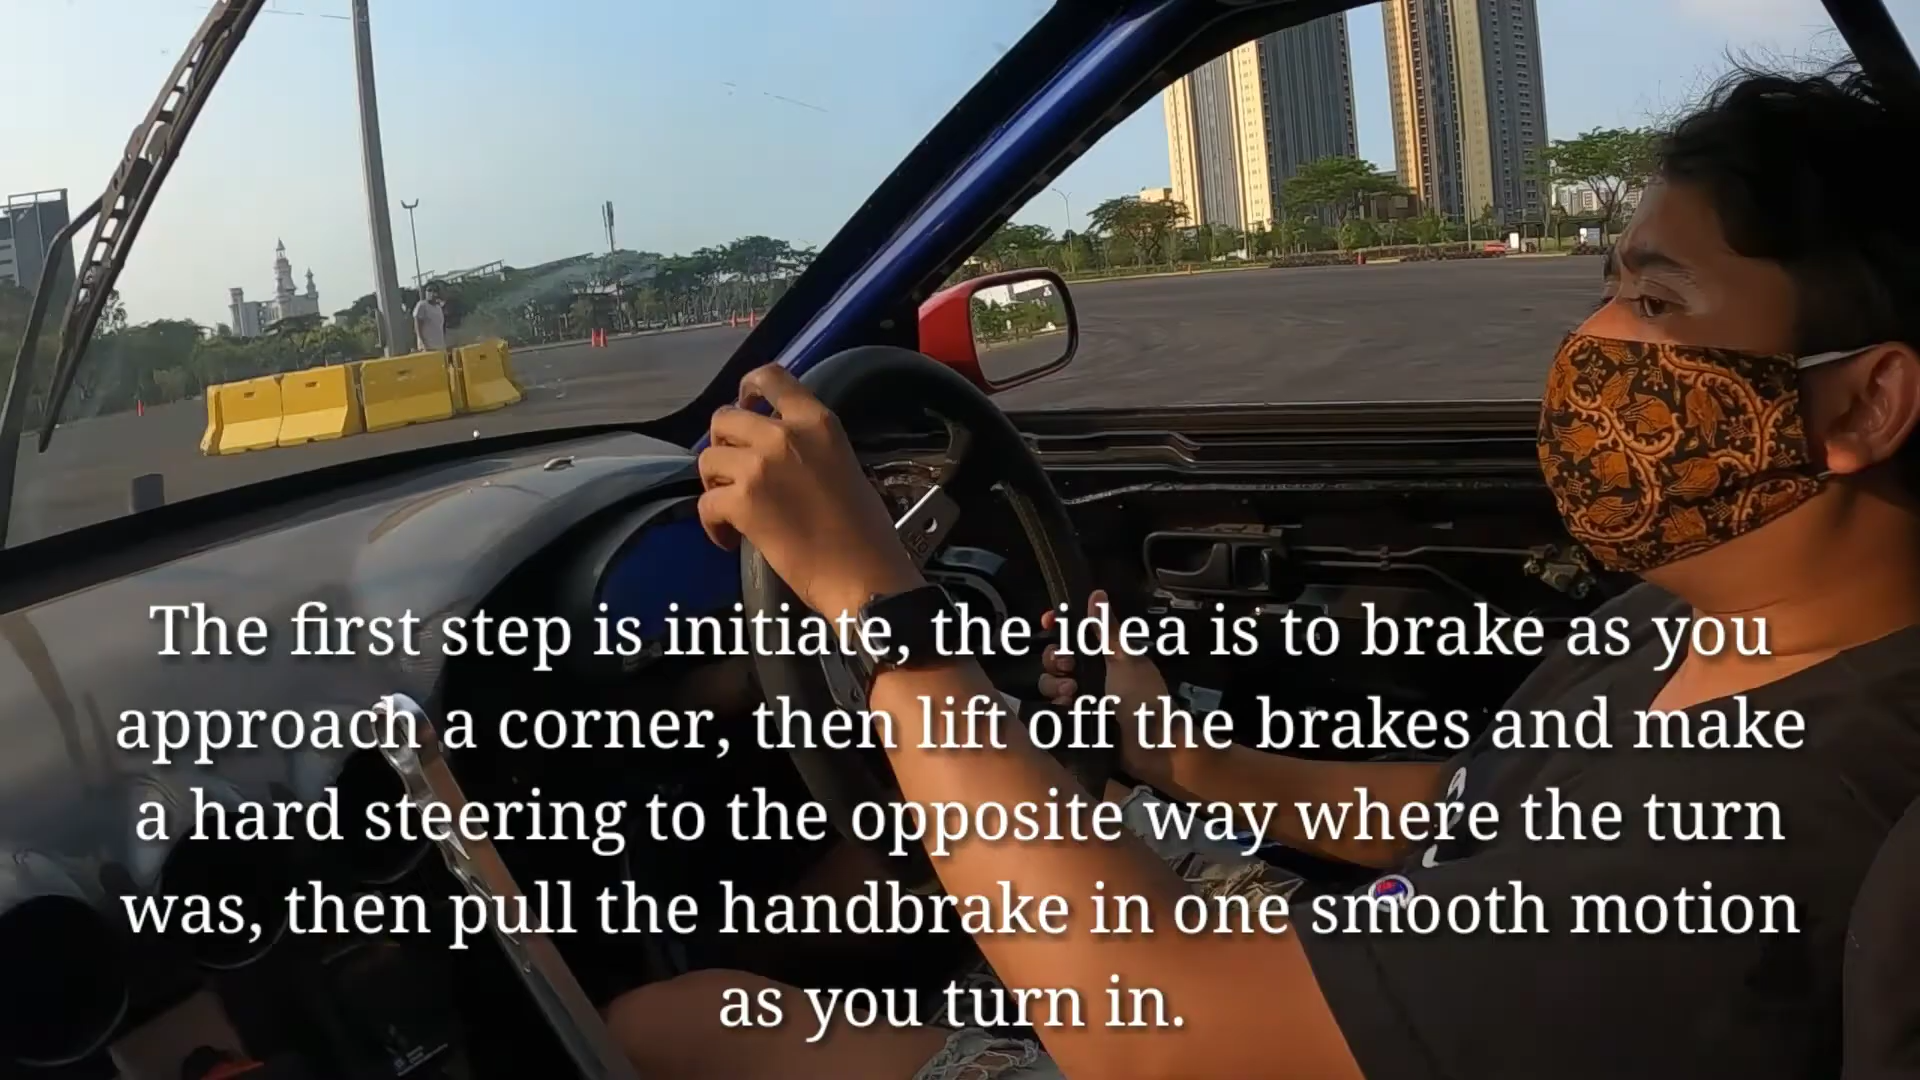 The first step is initiate, the idea is to brake as you
approach a corner, then lift off the brakes and make
a hard steering to the opposite way where the turn
was, then pull the handbrake in one smooth motion
as you turn in.